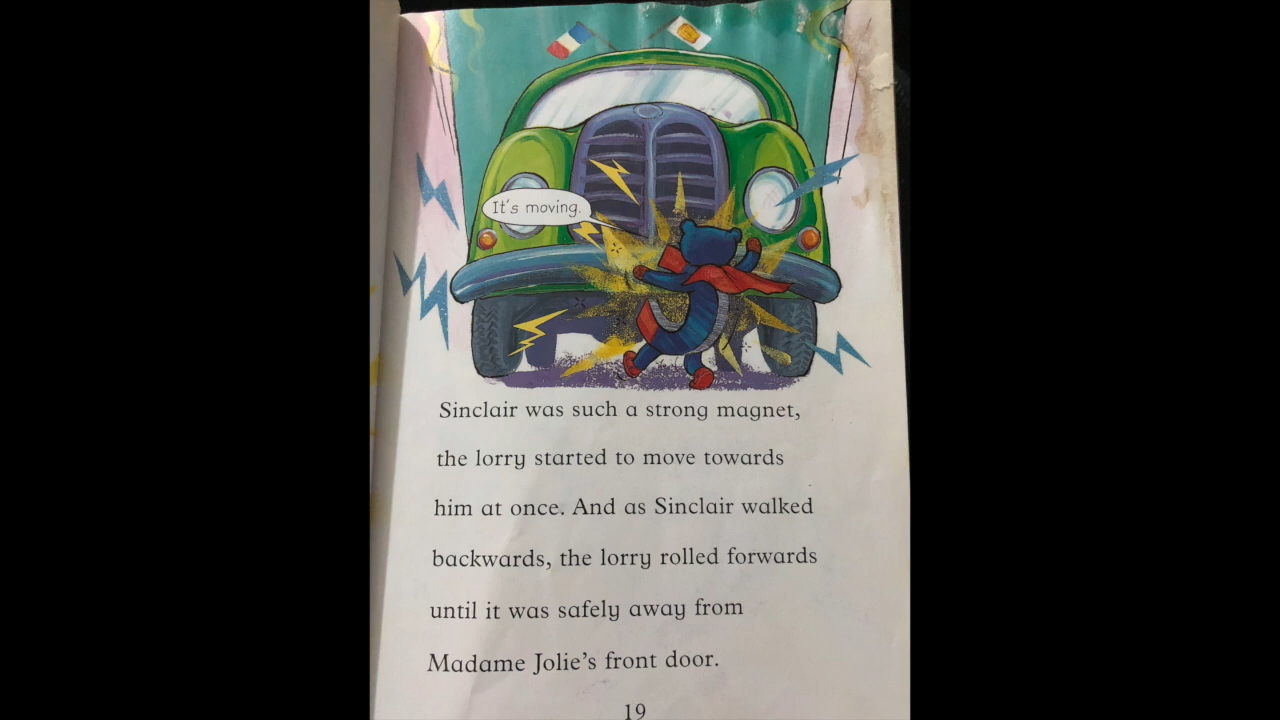 It's moving.
Sinclair was such a strong magnet,
the lorry started to move towards
him at once. And as Sinclair walked
backwards, the lorry rolled forwards
until it was safely away from
Madame Jolie's front door.
19